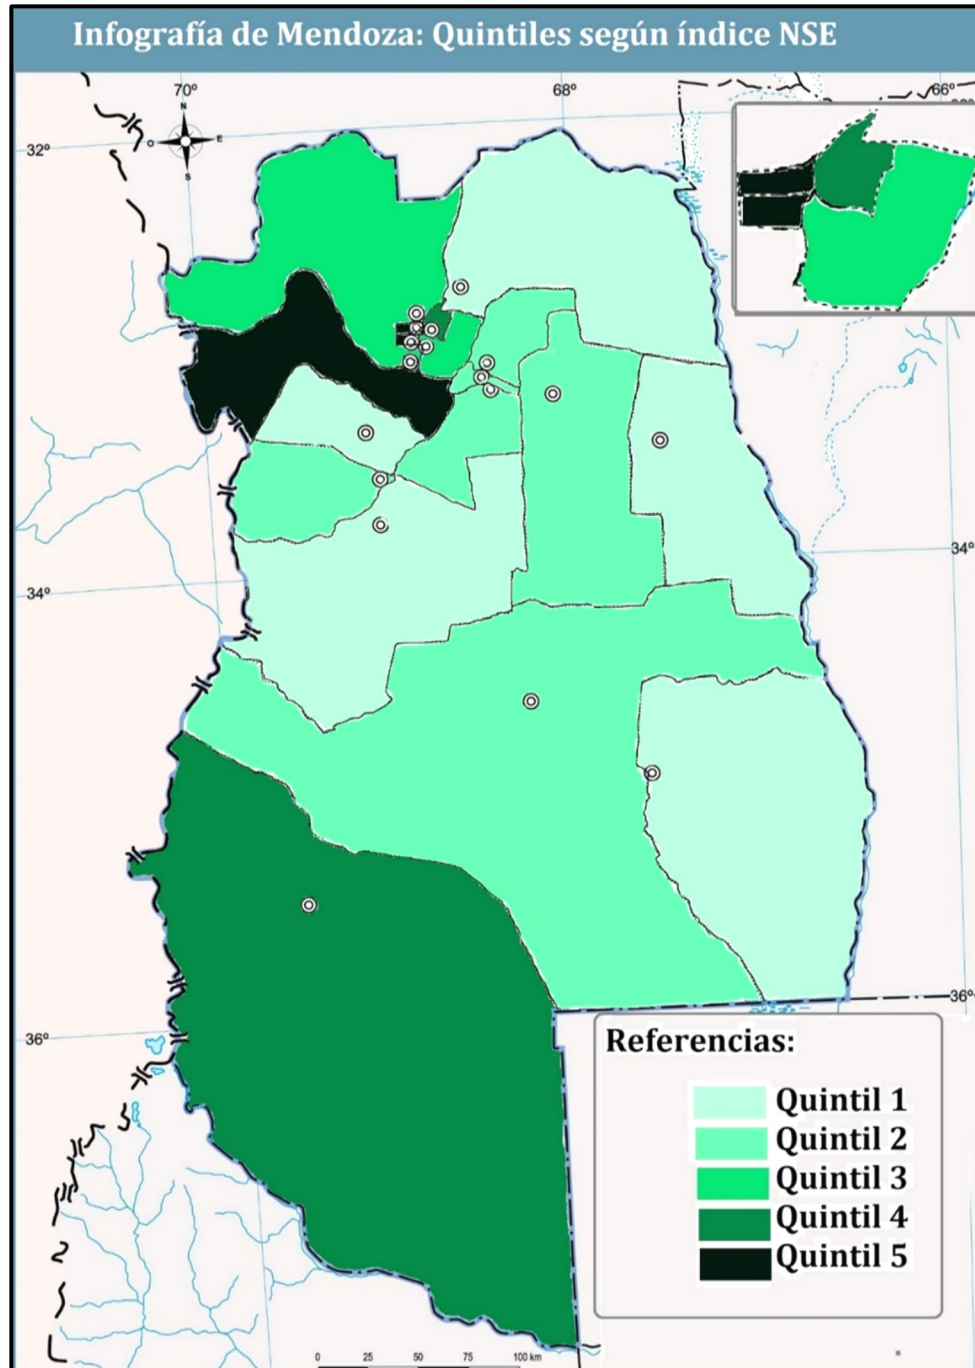 Infografía de Mendoza: Quintiles según índice NSE
70º
68º
66º
N
O
E
S
32º
34º
34º
36º
36º
Referencias:
Quintil 1
Quintil 2
Quintil 3
Quintil 4
Quintil 5
0 25 50 75 100 km